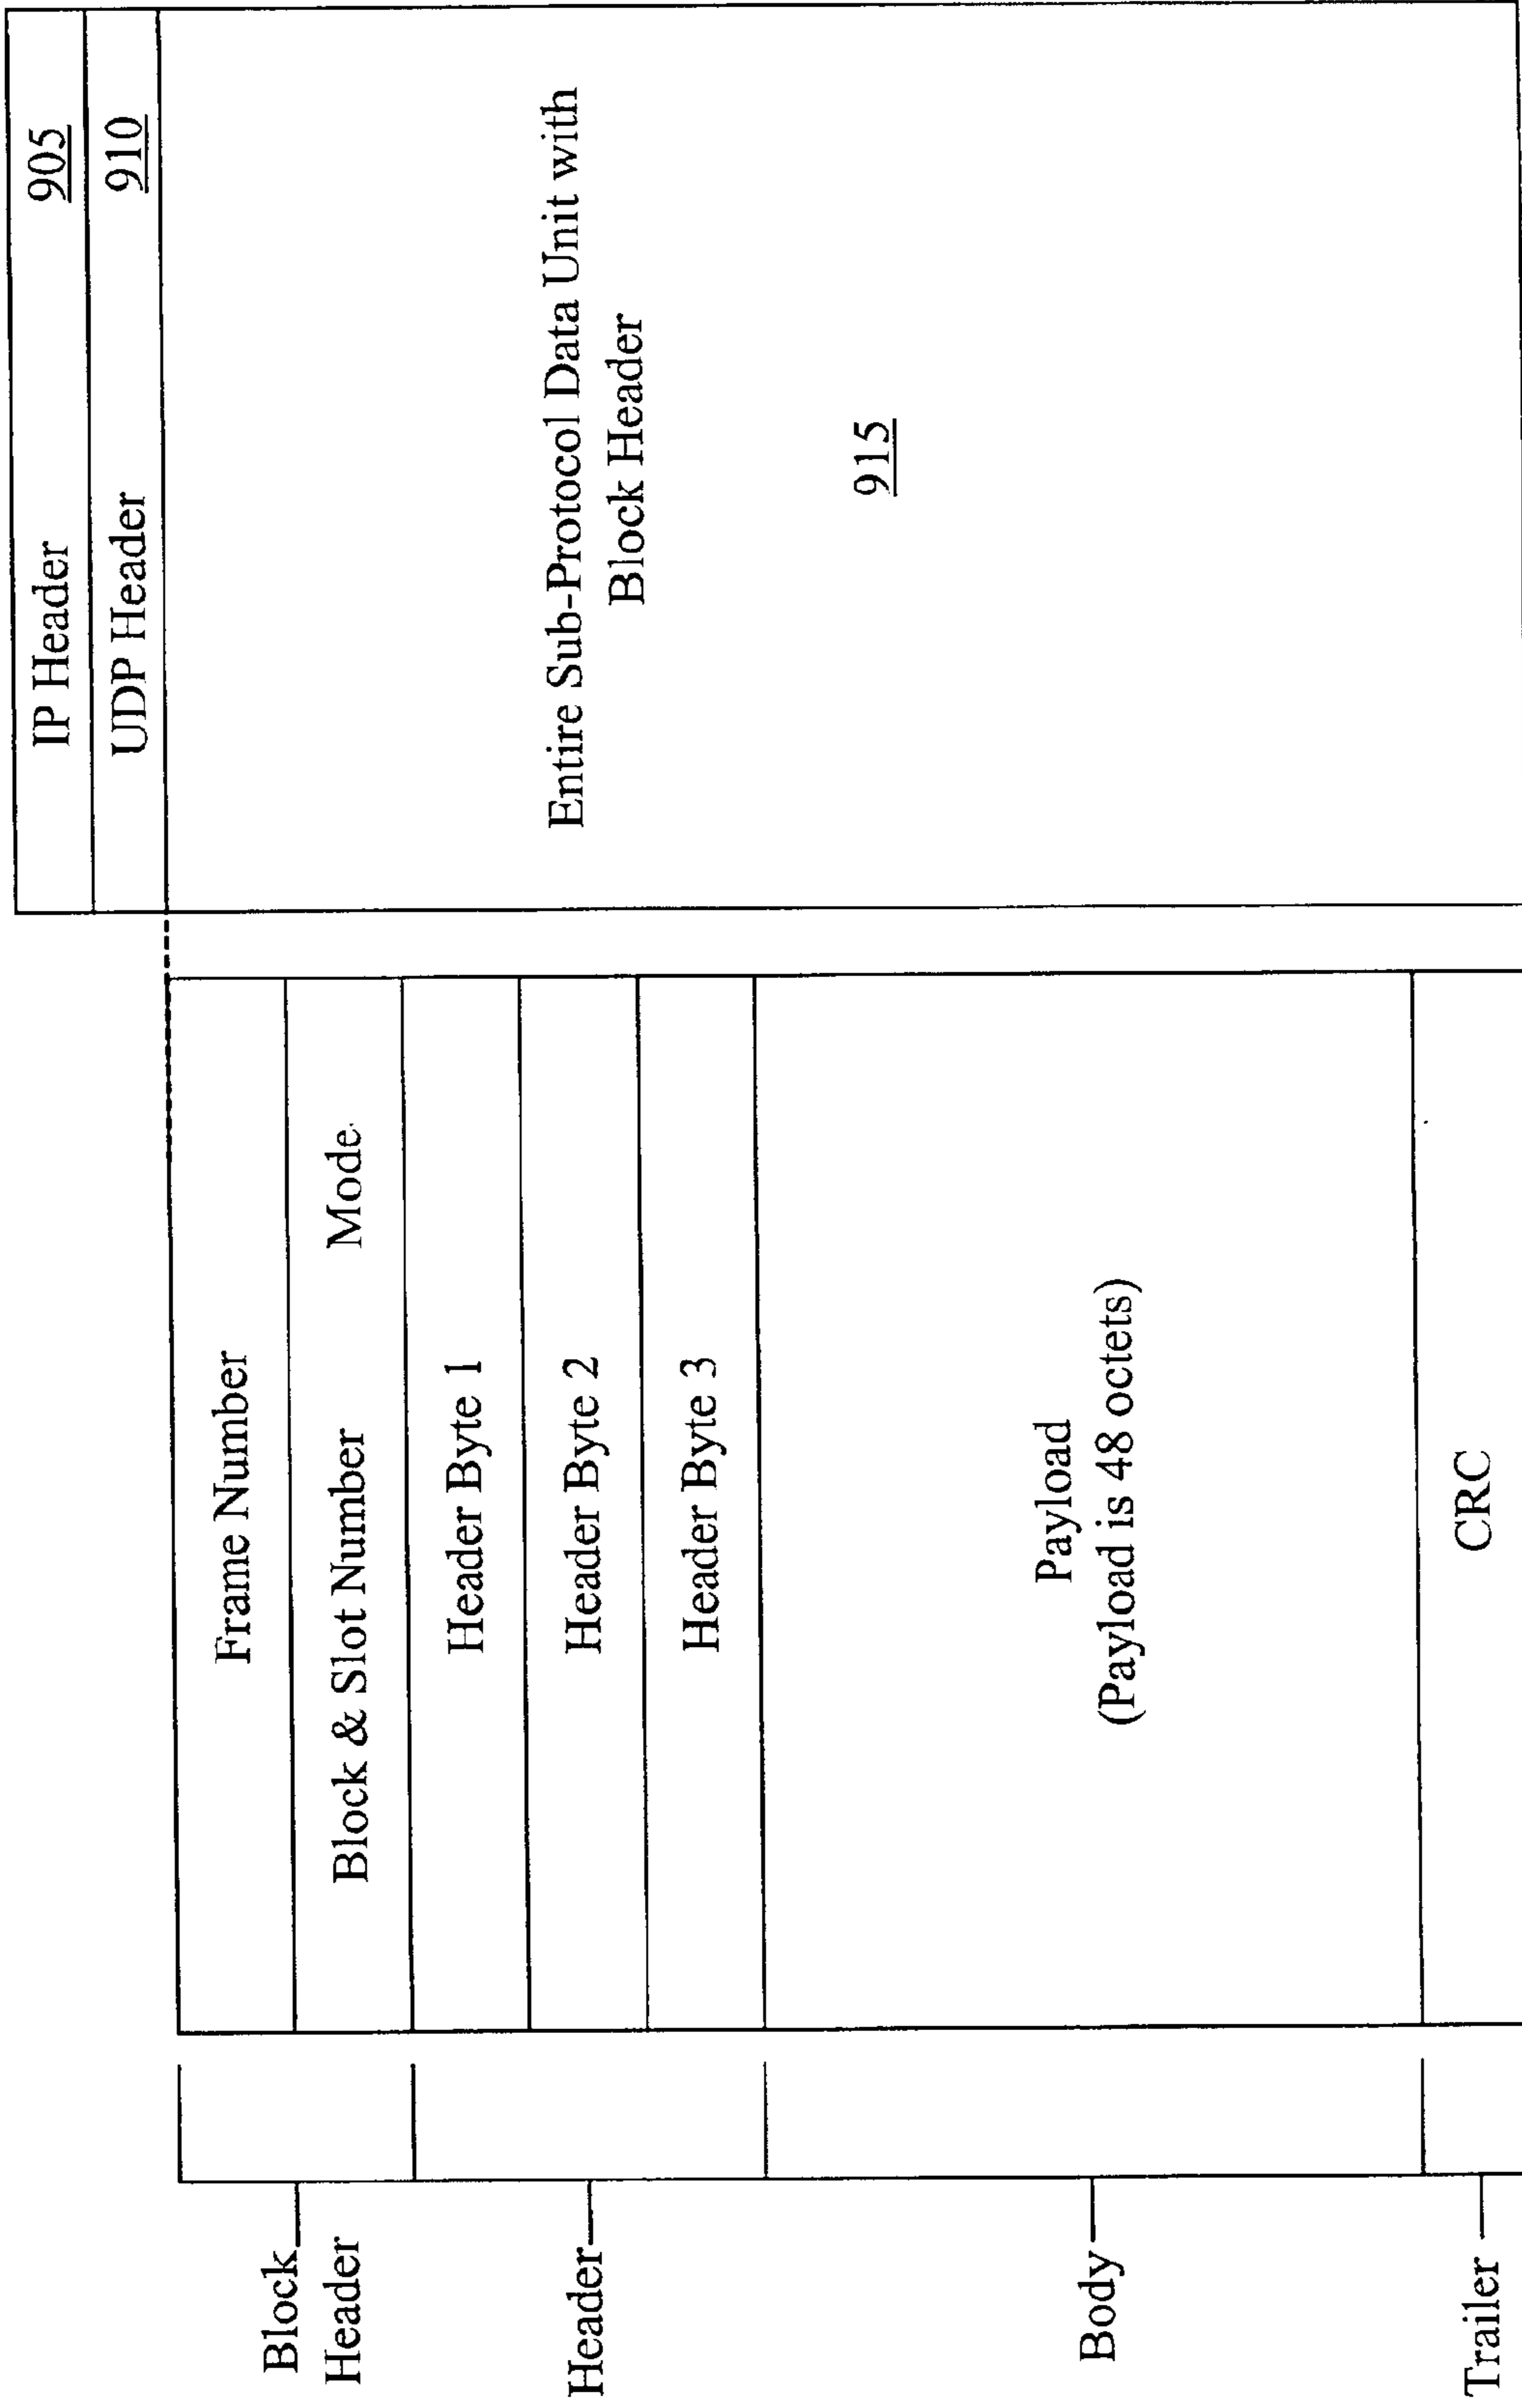 Block
Header
Header
Body
Trailer
Frame Number
Block & Slot Number Mode
Header Byte 1
Header Byte 2
Header Byte 3
Payload
(Payload is 48 octets)
CRC
IP Header 905
UDP Header 910
Entire Sub-Protocol Data Unit with
Block Header
915